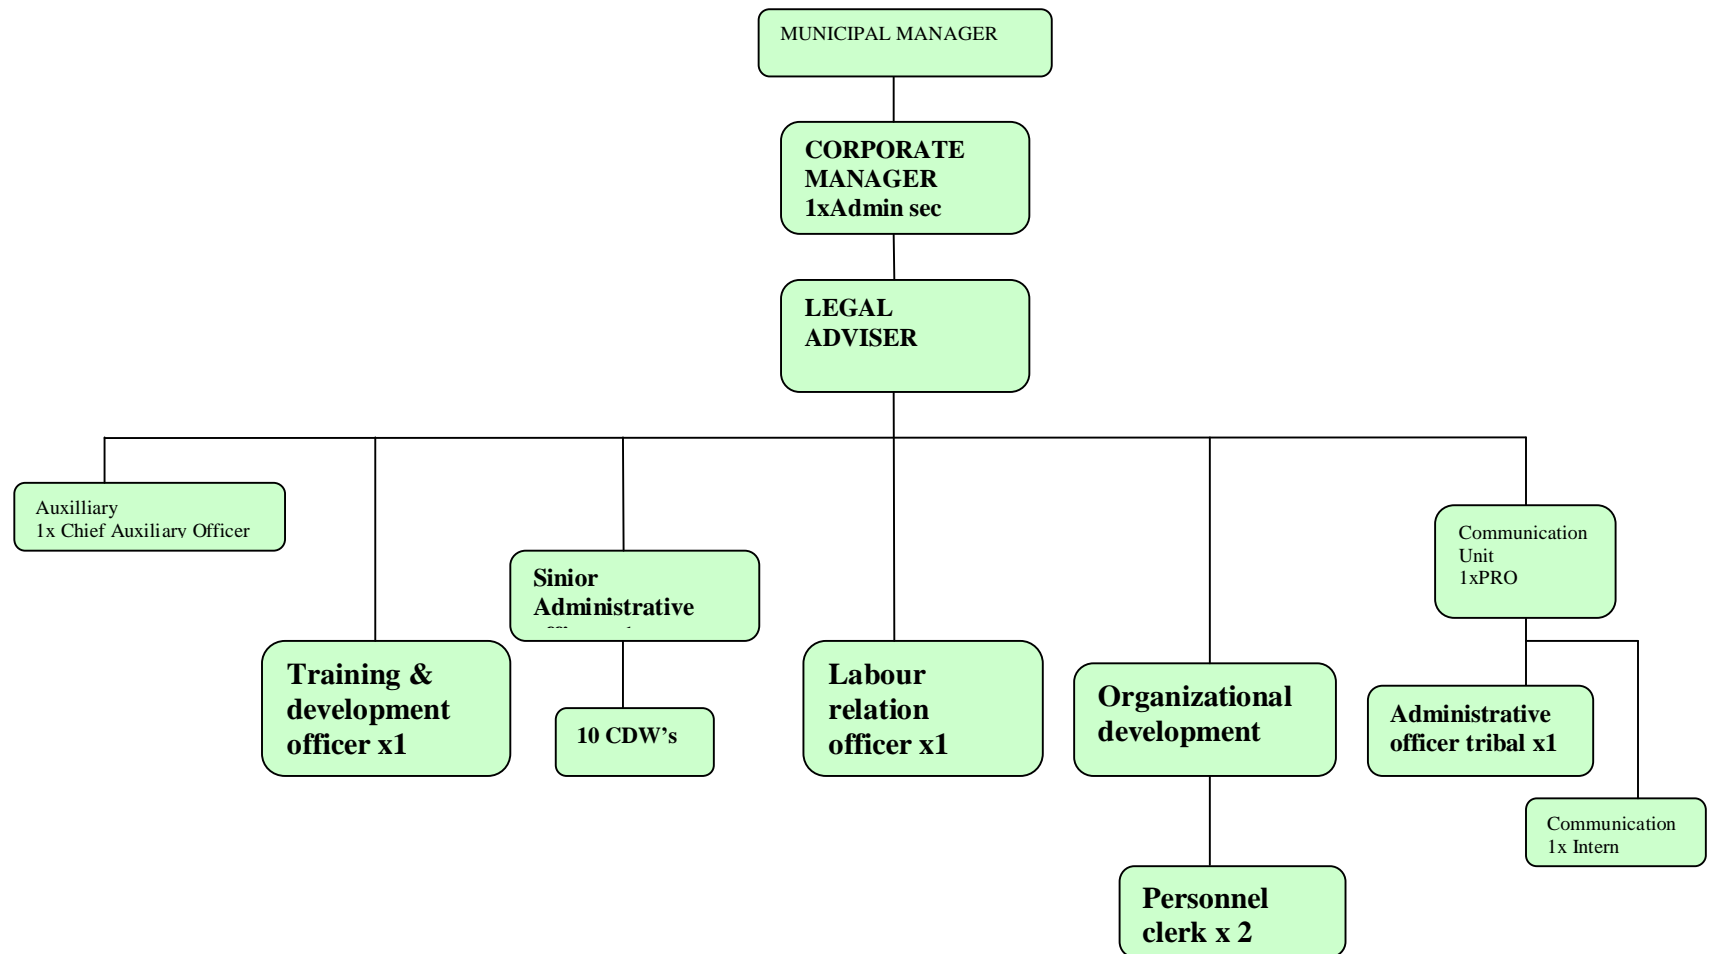 MUNICIPAL MANAGER
CORPORATE
MANAGER
1xAdmin sec
LEGAL
ADVISER
Auxilliary
1x Chief Auxiliary Officer
Communication
Unit
1xPRO
Sinior
Administrative
Training &
development
officer x1
Labour
relation
officer x1
Organizational
development
10 CDW’s
Administrative
officer tribal x1
Communication
1x Intern
Personnel
clerk x 2